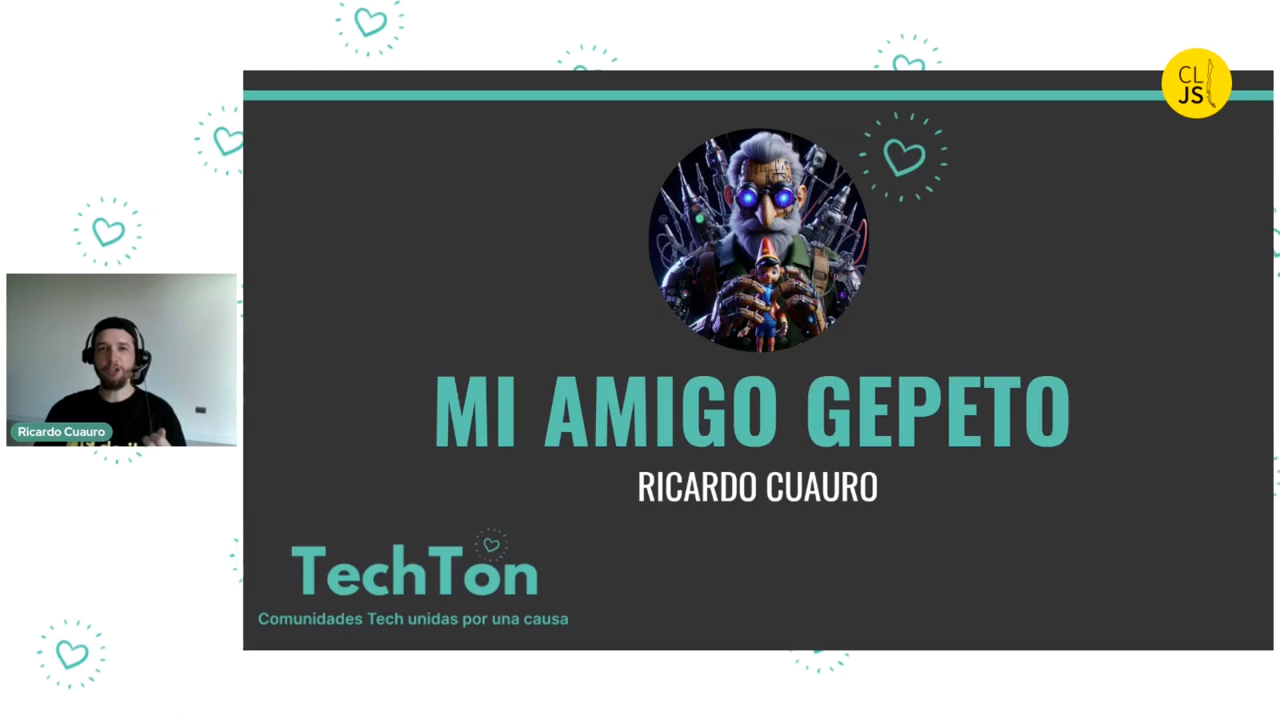 CL
JS
MI AMIGO GEPETO
RICARDO CUAURO
Ricardo Cuauro
TechTon
Comunidades Tech unidas por una causa